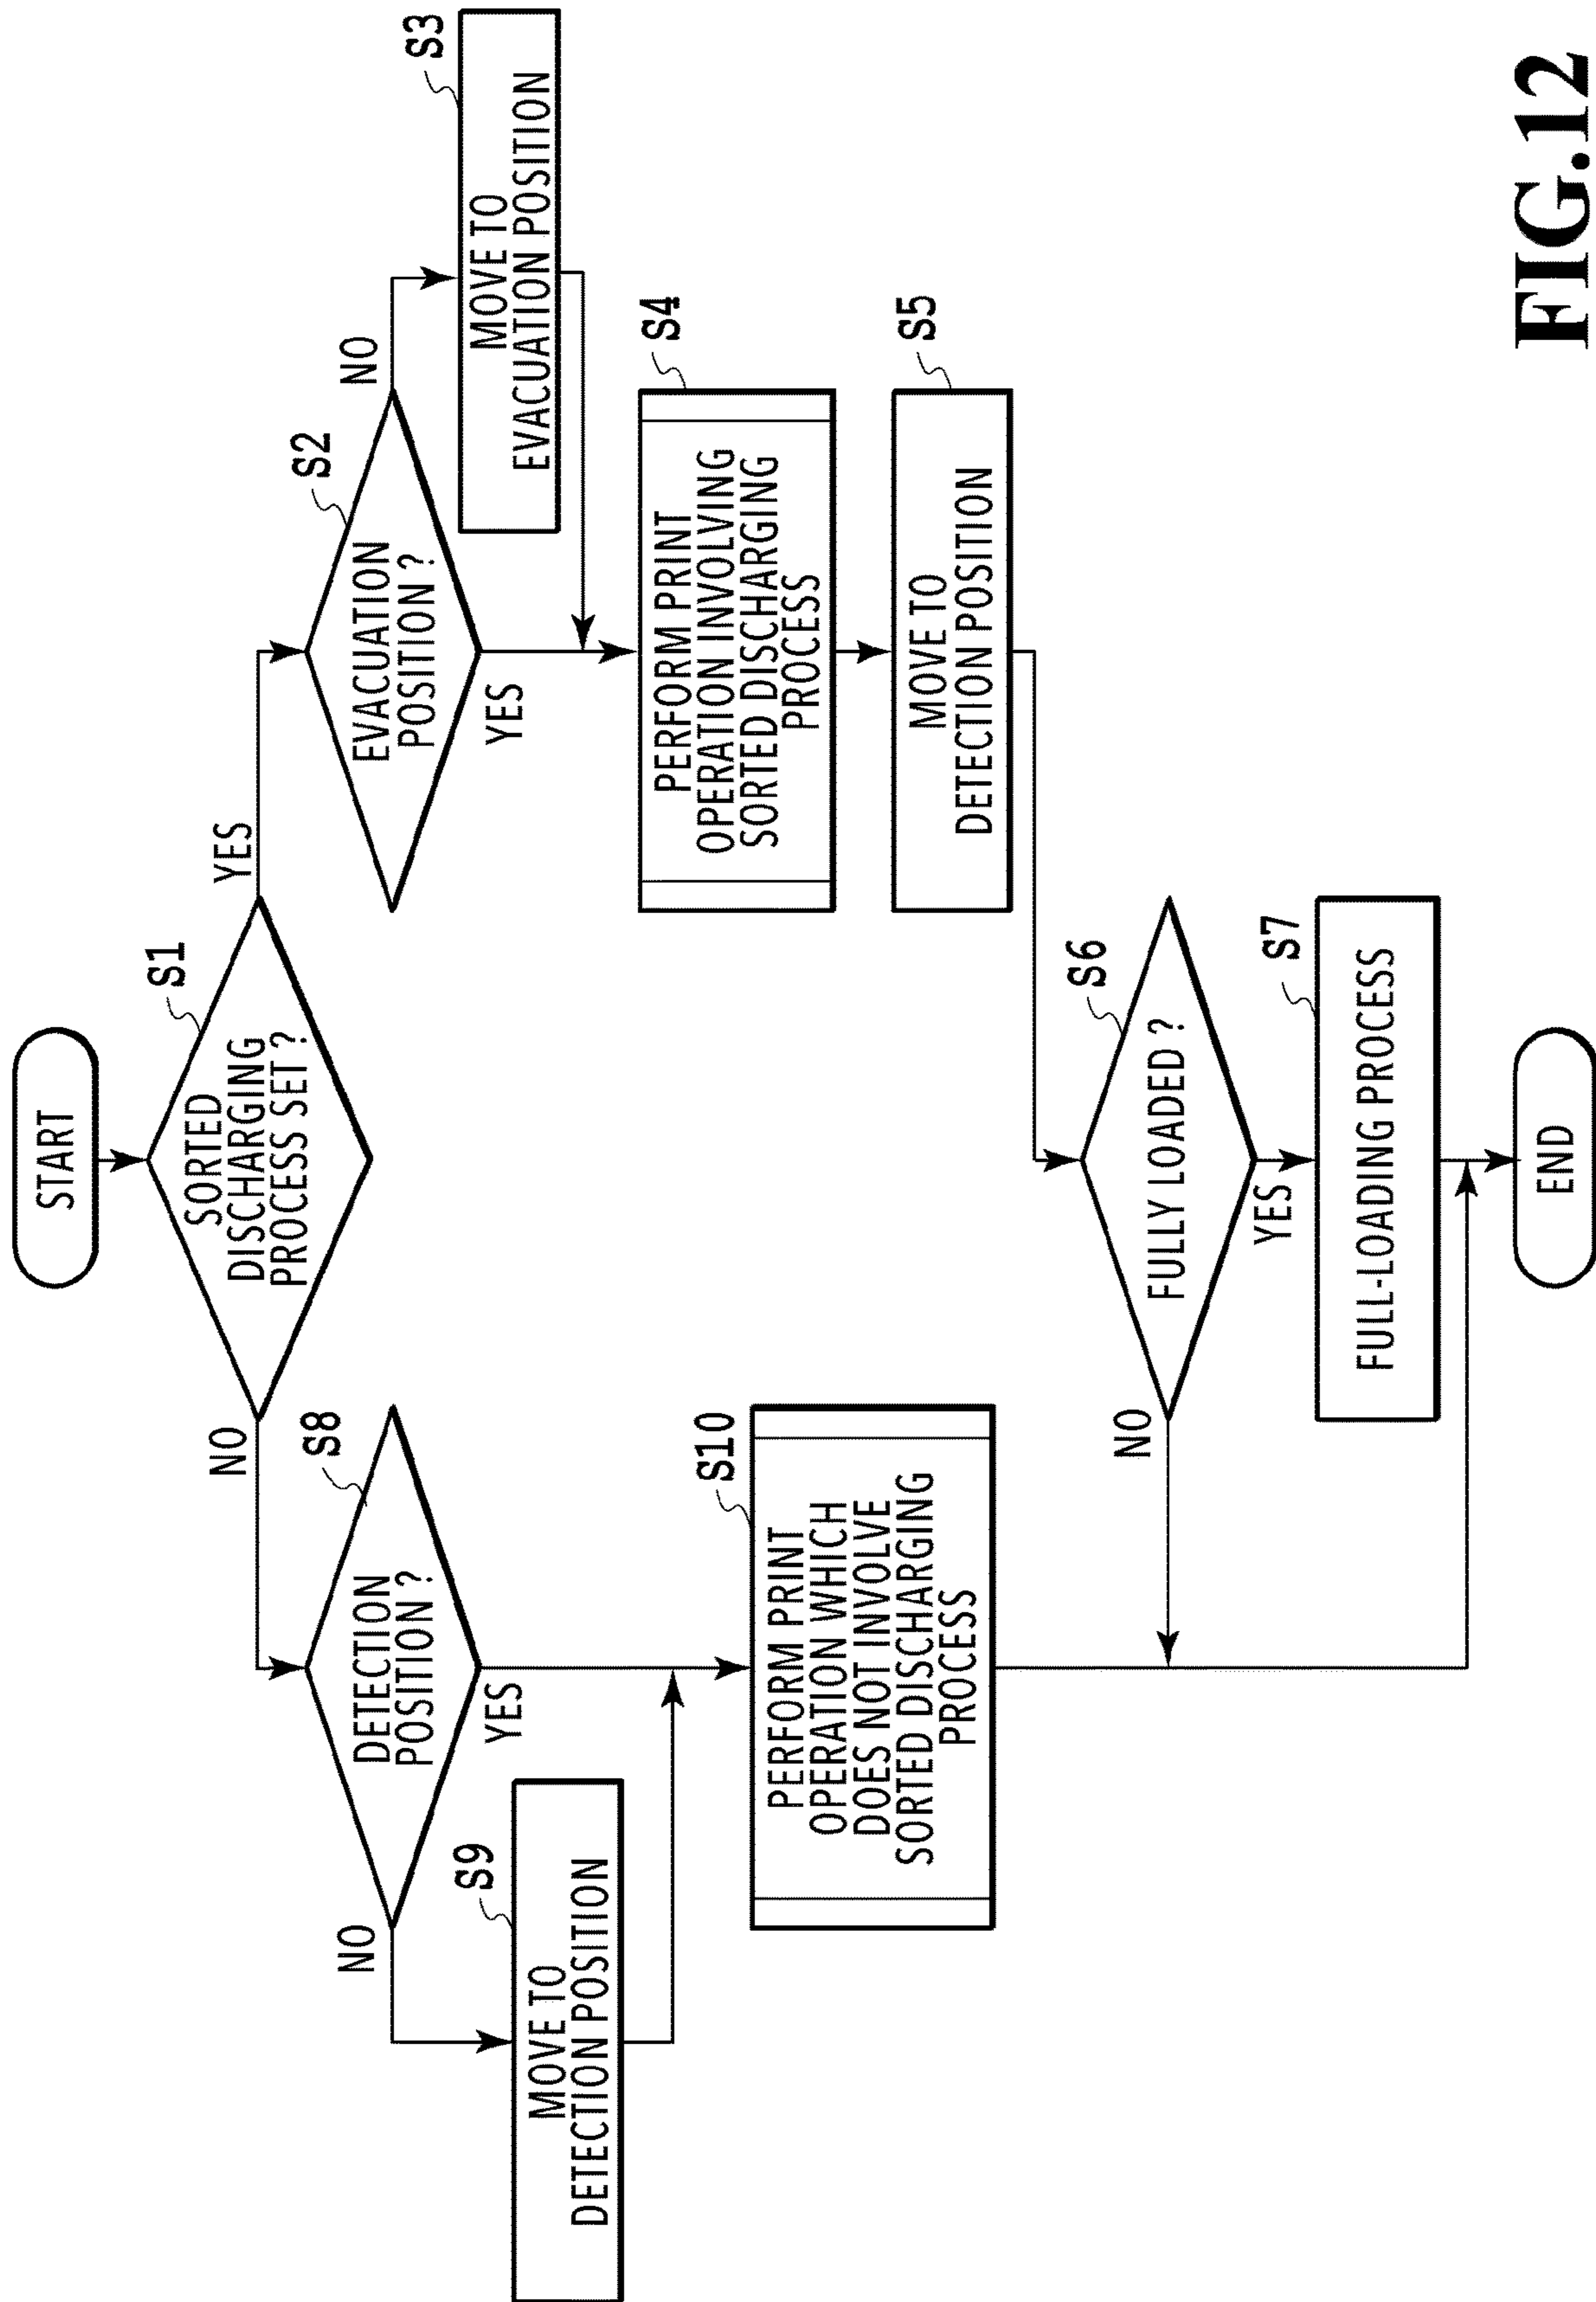 START
S1
SORTED
DISCHARGING
PROCESS SET ?
NO
YES
S8
DETECTION
POSITION ?
NO
YES
S9
MOVE TO
DETECTION POSITION
S10
PERFORM PRINT
OPERATION WHICH
DOES NOT INVOLVE
SORTED DISCHARGING
PROCESS
S2
EVACUATION
POSITION ?
NO
YES
S3
MOVE TO
EVACUATION POSITION
S4
PERFORM PRINT
OPERATION INVOLVING
SORTED DISCHARGING
PROCESS
S5
MOVE TO
DETECTION POSITION
S6
FULLY LOADED ?
NO
YES
S7
FULL-LOADING PROCESS
END
FIG.12